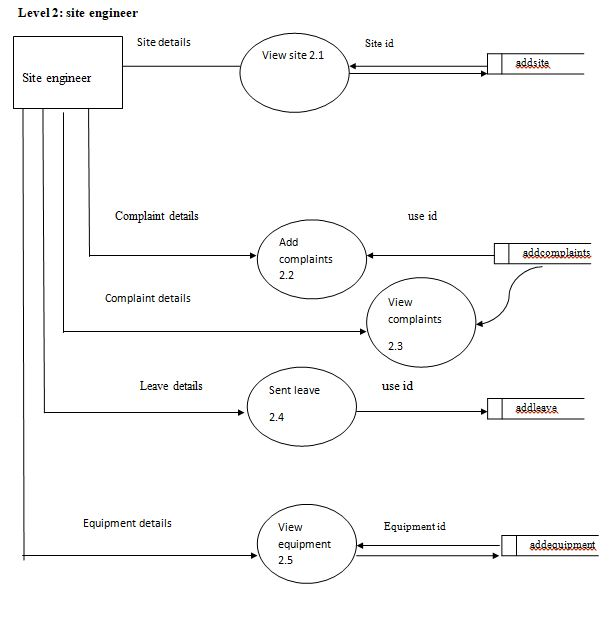 Level 2: site engineer
Site details
Site id
View site 2.1
addsite
Site engineer
Complaint details
use id
Add
complaints
2.2
addcomplaints
Complaint details
View
complaints
2.3
Leave details
Sent leave
use id
2.4
addleave
Equipment details
View
equipment
2.5
Equipment id
addequipment